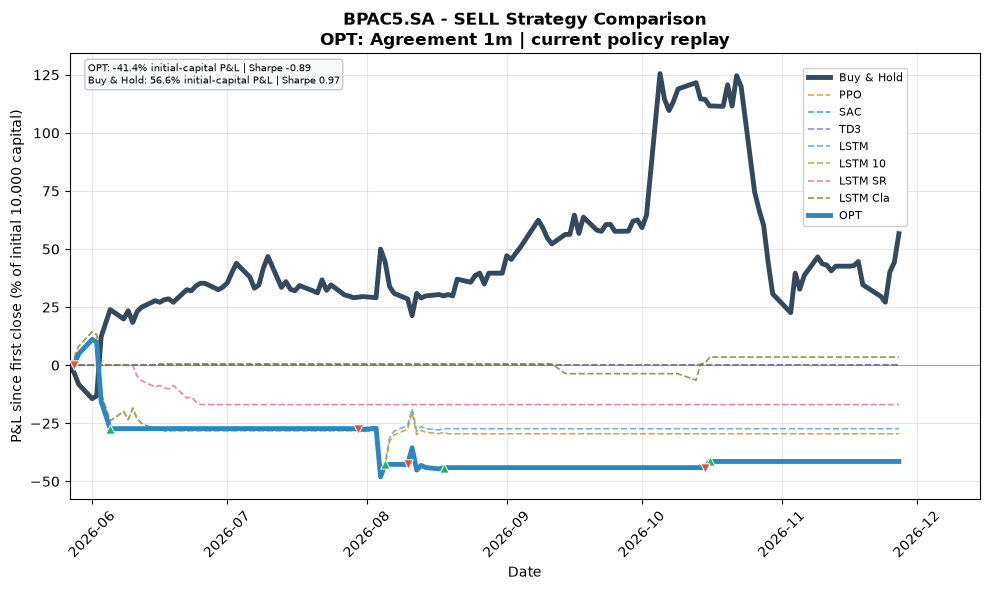 BPAC5.SA - SELL Strategy Comparison
OPT: Agreement 1m | current policy replay
OPT: -41.4% initial-capital P&L | Sharpe -0.89
Buy & Hold: 56.6% initial-capital P&L | Sharpe 0.97
Buy & Hold
PPO
SAC
TD3
LSTM
LSTM 10
LSTM SR
LSTM Cla
OPT
P&L since first close (% of initial 10,000 capital)
125
100
75
50
25
0
−25
−50
2026-06
2026-07
2026-08
2026-09
2026-10
2026-11
2026-12
Date